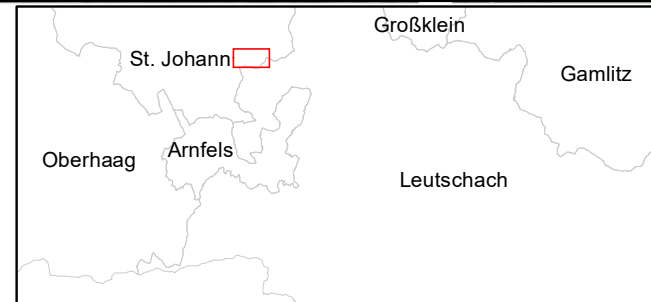 Großklein
St. Johann
Gamlitz
Arnfels
Oberhaag
Leutschach